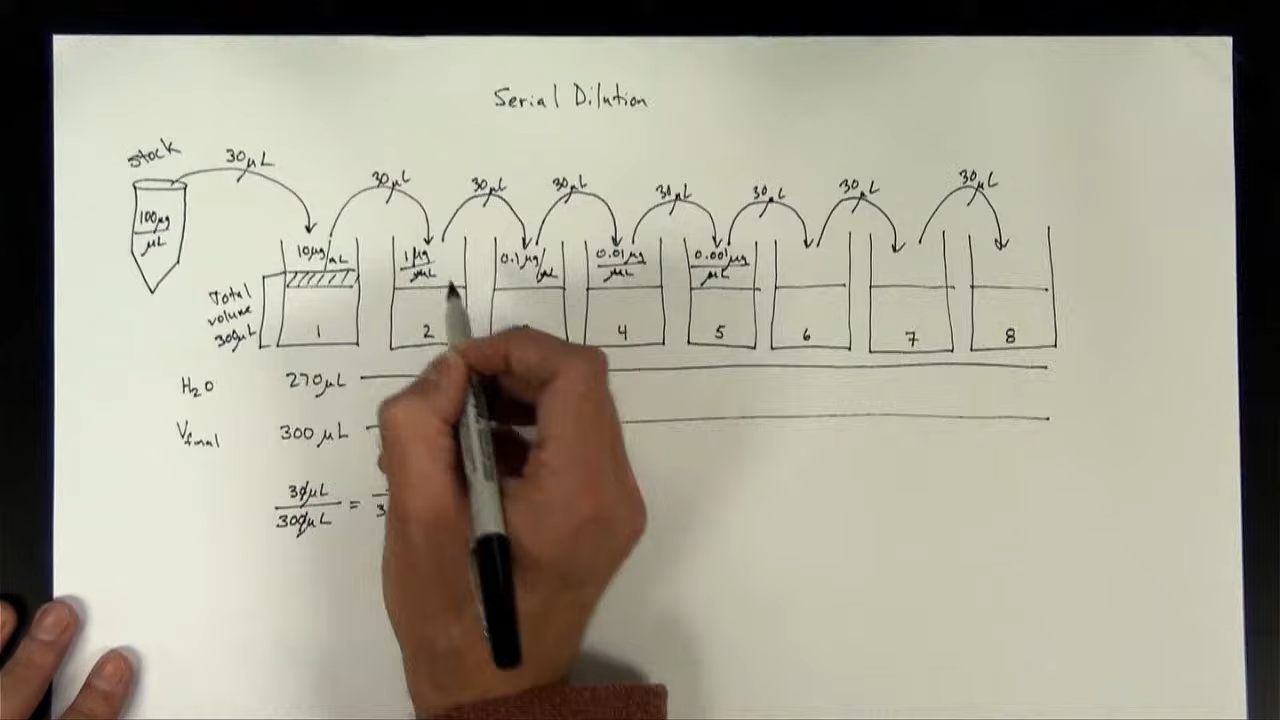 Serial Dilution
stock
30µL 30µL 30µL 30µL 30µL 30µL 30µL 30µL
100µg/µL
10µg/µL 1µg/µL 0.1µg/µL 0.01µg/µL 0.001µg/µL
Total
volume
300µL
1 2 4 5 6 7 8
H2O 270µL
Vfinal 300µL
30µL/300µL =